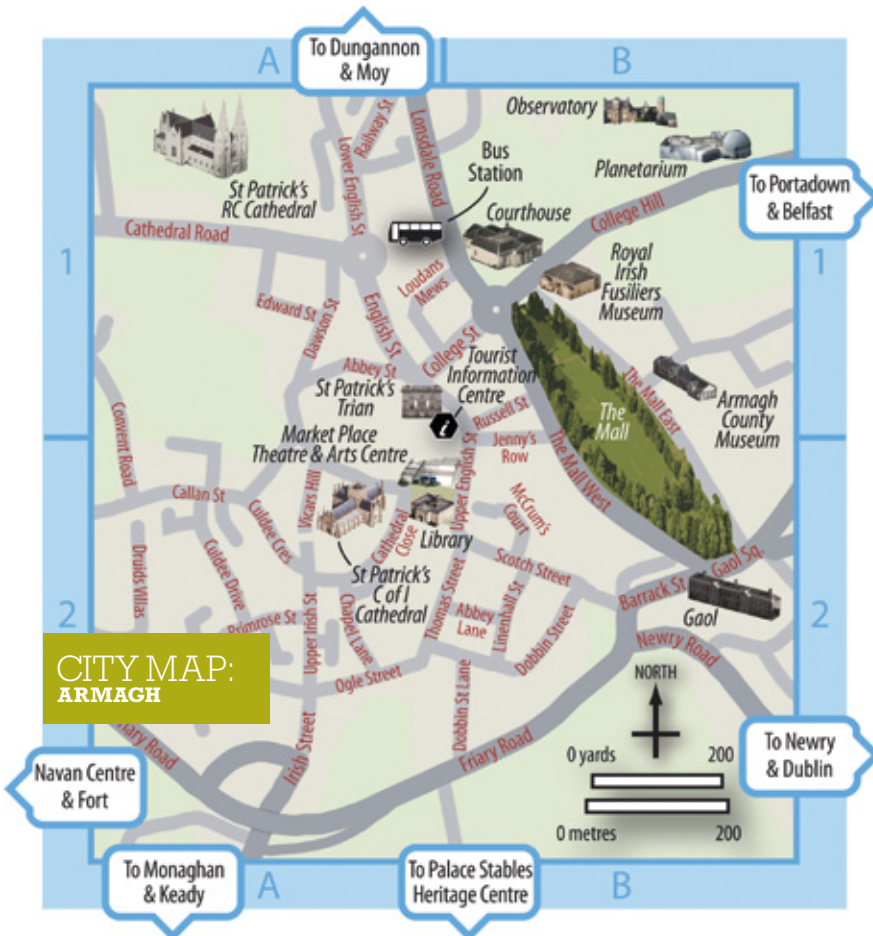 To Dungannon
& Moy
A
B
Observatory
Planetarium
Railway St
Lower English St
Lonsdale Road
Bus
Station
St Patrick's
RC Cathedral
To Portadown
& Belfast
Cathedral Road
Courthouse
College Hill
1
1
Royal
Irish
Fusiliers
Museum
Loudans
Mews
Edward St
Dawson St
English St
College St
Tourist
Information
Centre
Abbey St
St Patrick's
Trian
i
Russell St
The
Mall
The Mall East
Armagh
County
Museum
Convent Road
Market Place
Theatre & Arts Centre
Jenny's
Row
The Mall West
Upper English St
Callan St
Vicars Hill
Culdee Cres
Cathedral
Close
Library
McCrum's
Court
Druids Villas
Culdee Drive
St Patrick's
C of I
Cathedral
Scotch Street
Gaol Sq.
Barrack St
Gaol
2
2
Primrose St
Upper Irish St
Chapel Lane
Thomas Street
Abbey
Lane
Linenhall St
Dobbin Street
Newry Road
CITY MAP:
ARMAGH
Ogle Street
NORTH
Irish Street
Dobbin St Lane
Friary Road
Friary Road
0 yards 200
0 metres 200
To Newry
& Dublin
Navan Centre
& Fort
To Monaghan
& Keady
A
To Palace Stables
Heritage Centre
B